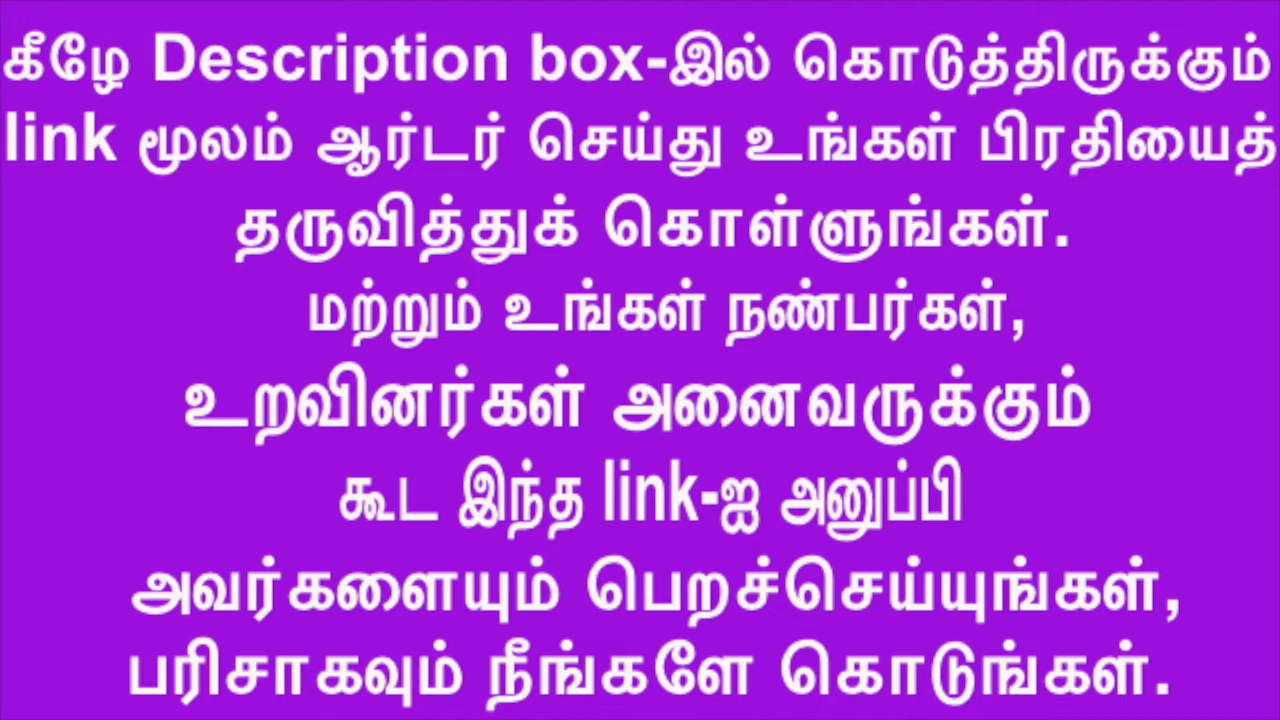 கீழே Description box-இல் கொடுத்திருக்கும்
link மூலம் ஆர்டர் செய்து உங்கள் பிரதியைத்
தருவித்துக் கொள்ளுங்கள்.
மற்றும் உங்கள் நண்பர்கள்,
உறவினர்கள் அனைவருக்கும்
கூட இந்த link-ஐ அனுப்பி
அவர்களையும் பெறச்செய்யுங்கள்,
பரிசாகவும் நீங்களே கொடுங்கள்.